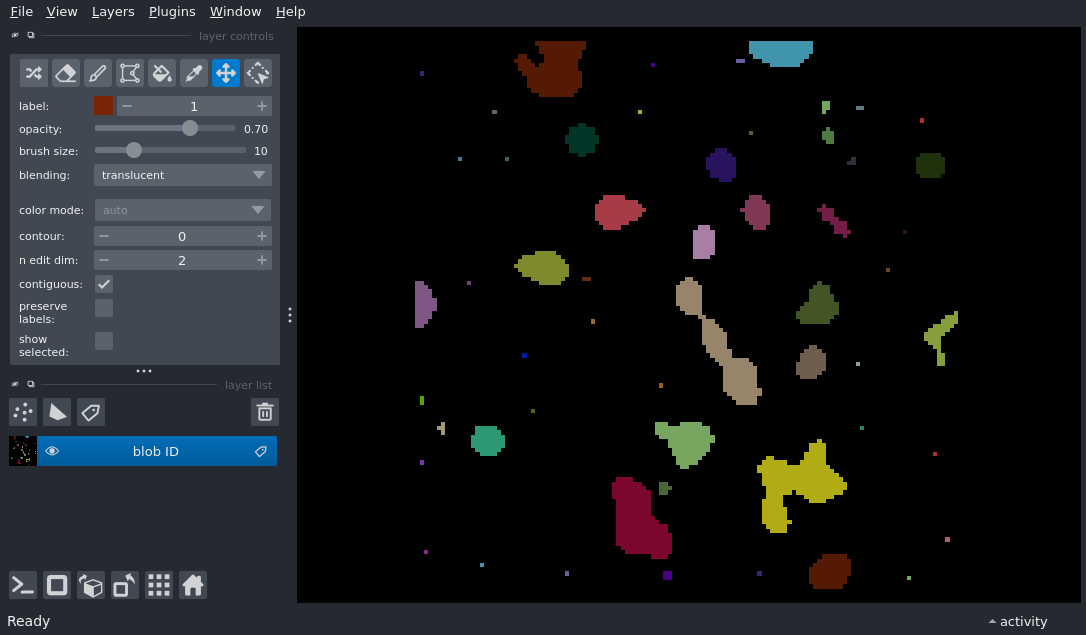 File View Layers Plugins Window Help
layer controls
label: 1
opacity: 0.70
brush size: 10
blending: translucent
color mode: auto
contour: 0
n edit dim: 2
contiguous:
preserve
labels:
show
selected:
layer list
blob ID
Ready
activity